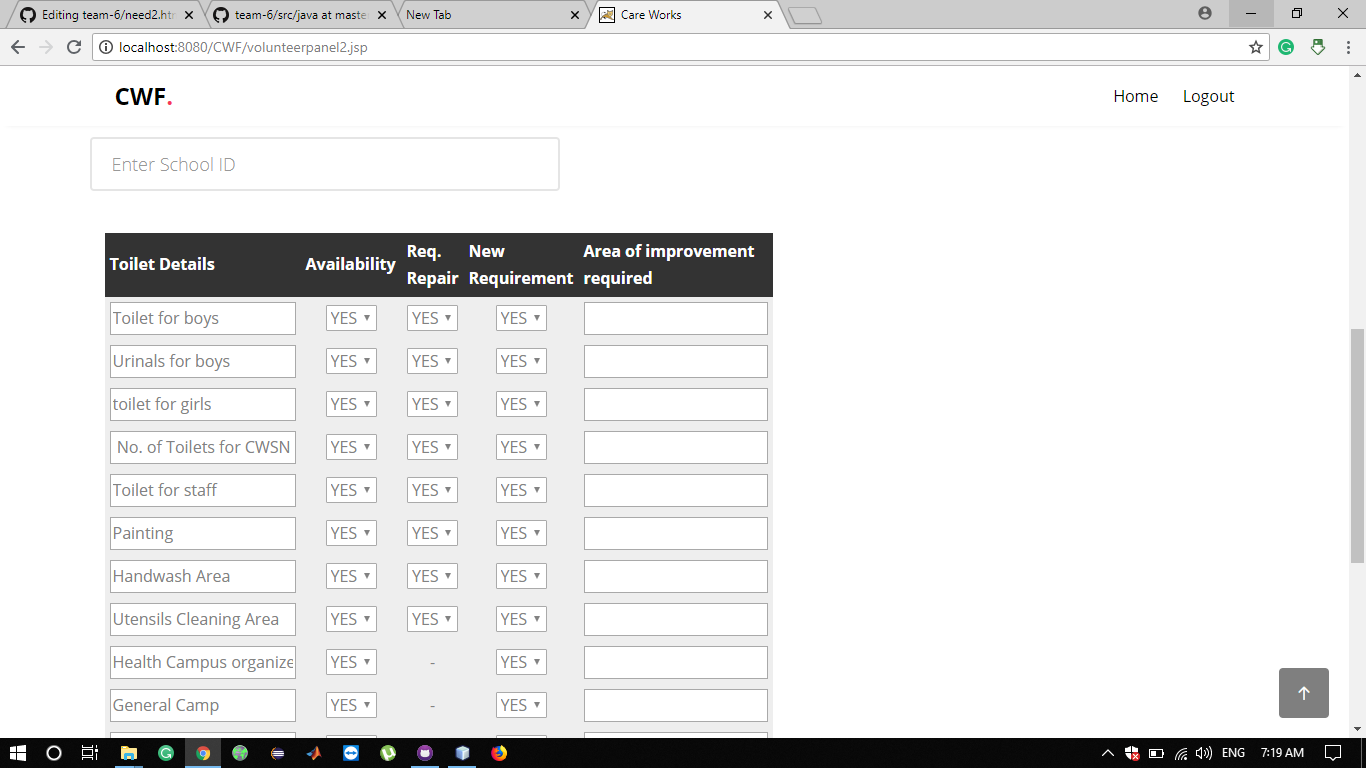 Editing team-6/need2.htm
team-6/src/java at master
New Tab
Care Works
localhost:8080/CWF/volunteerpanel2.jsp
CWF.
Home
Logout
Enter School ID
Toilet Details Availability Req. Repair New Requirement Area of improvement required
Toilet for boys YES YES YES
Urinals for boys YES YES YES
toilet for girls YES YES YES
No. of Toilets for CWSN YES YES YES
Toilet for staff YES YES YES
Painting YES YES YES
Handwash Area YES YES YES
Utensils Cleaning Area YES YES YES
Health Campus organize YES - YES
General Camp YES - YES
ENG 7:19 AM